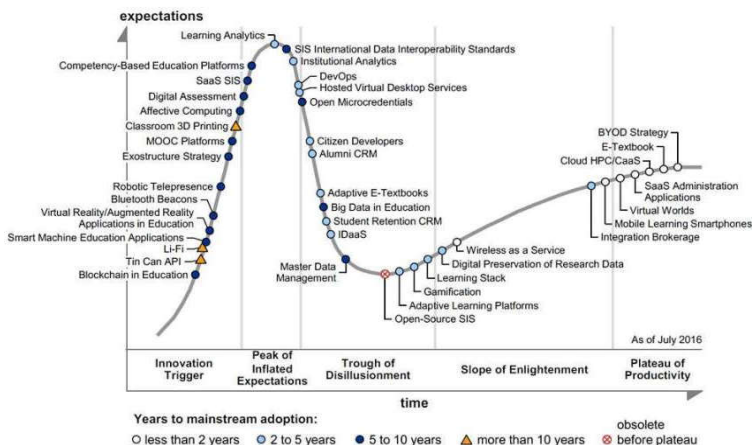 expectations
Learning Analytics
SIS International Data Interoperability Standards
Institutional Analytics
Competency-Based Education Platforms
DevOps
SaaS SIS
Hosted Virtual Desktop Services
Digital Assessment
Open Microcredentials
Affective Computing
Classroom 3D Printing
MOOC Platforms
Citizen Developers
Exostructure Strategy
Alumni CRM
Robotic Telepresence
Adaptive E-Textbooks
Bluetooth Beacons
Big Data in Education
Virtual Reality/Augmented Reality
Applications in Education
Student Retention CRM
Smart Machine Education Applications
IDaaS
Li-Fi
Tin Can API
Master Data
Management
Blockchain in Education
BYOD Strategy
E-Textbook
Cloud HPC/CaaS
SaaS Administration
Applications
Virtual Worlds
Mobile Learning Smartphones
Integration Brokerage
Wireless as a Service
Digital Preservation of Research Data
Learning Stack
Gamification
Adaptive Learning Platforms
Open-Source SIS
As of July 2016
Innovation
Trigger
Peak of
Inflated
Expectations
Trough of
Disillusionment
Slope of Enlightenment
Plateau of
Productivity
time
Years to mainstream adoption:
less than 2 years
2 to 5 years
5 to 10 years
more than 10 years
obsolete
before plateau